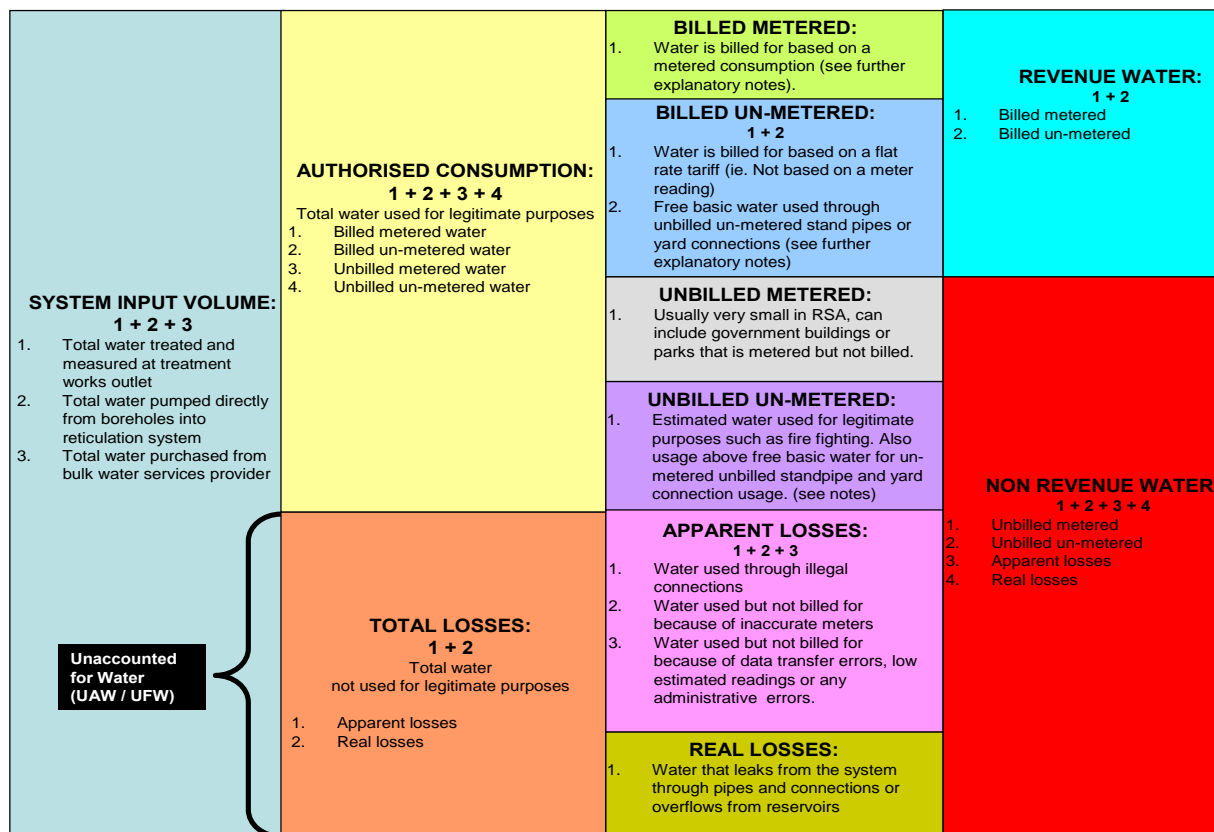 SYSTEM INPUT VOLUME:
1 + 2 + 3
1. Total water treated and
measured at treatment
works outlet
2. Total water pumped directly
from boreholes into
reticulation system
3. Total water purchased from
bulk water services provider
Unaccounted
for Water
(UAW / UFW)
AUTHORISED CONSUMPTION:
1 + 2 + 3 + 4
Total water used for legitimate purposes
1. Billed metered water
2. Billed un-metered water
3. Unbilled metered water
4. Unbilled un-metered water
TOTAL LOSSES:
1 + 2
Total water
not used for legitimate purposes
1. Apparent losses
2. Real losses
BILLED METERED:
1. Water is billed for based on a
metered consumption (see further
explanatory notes).
BILLED UN-METERED:
1 + 2
1. Water is billed for based on a flat
rate tariff (ie. Not based on a meter
reading)
2. Free basic water used through
unbilled un-metered stand pipes or
yard connections (see further
explanatory notes)
UNBILLED METERED:
1. Usually very small in RSA, can
include government buildings or
parks that is metered but not billed.
UNBILLED UN-METERED:
1. Estimated water used for legitimate
purposes such as fire fighting. Also
usage above free basic water for un-
metered unbilled standpipe and yard
connection usage. (see notes)
APPARENT LOSSES:
1 + 2 + 3
1. Water used through illegal
connections
2. Water used but not billed for
because of inaccurate meters
3. Water used but not billed for
because of data transfer errors, low
estimated readings or any
administrative errors.
REAL LOSSES:
1. Water that leaks from the system
through pipes and connections or
overflows from reservoirs
REVENUE WATER:
1 + 2
1. Billed metered
2. Billed un-metered
NON REVENUE WATER
1 + 2 + 3 + 4
1. Unbilled metered
2. Unbilled un-metered
3. Apparent losses
4. Real losses